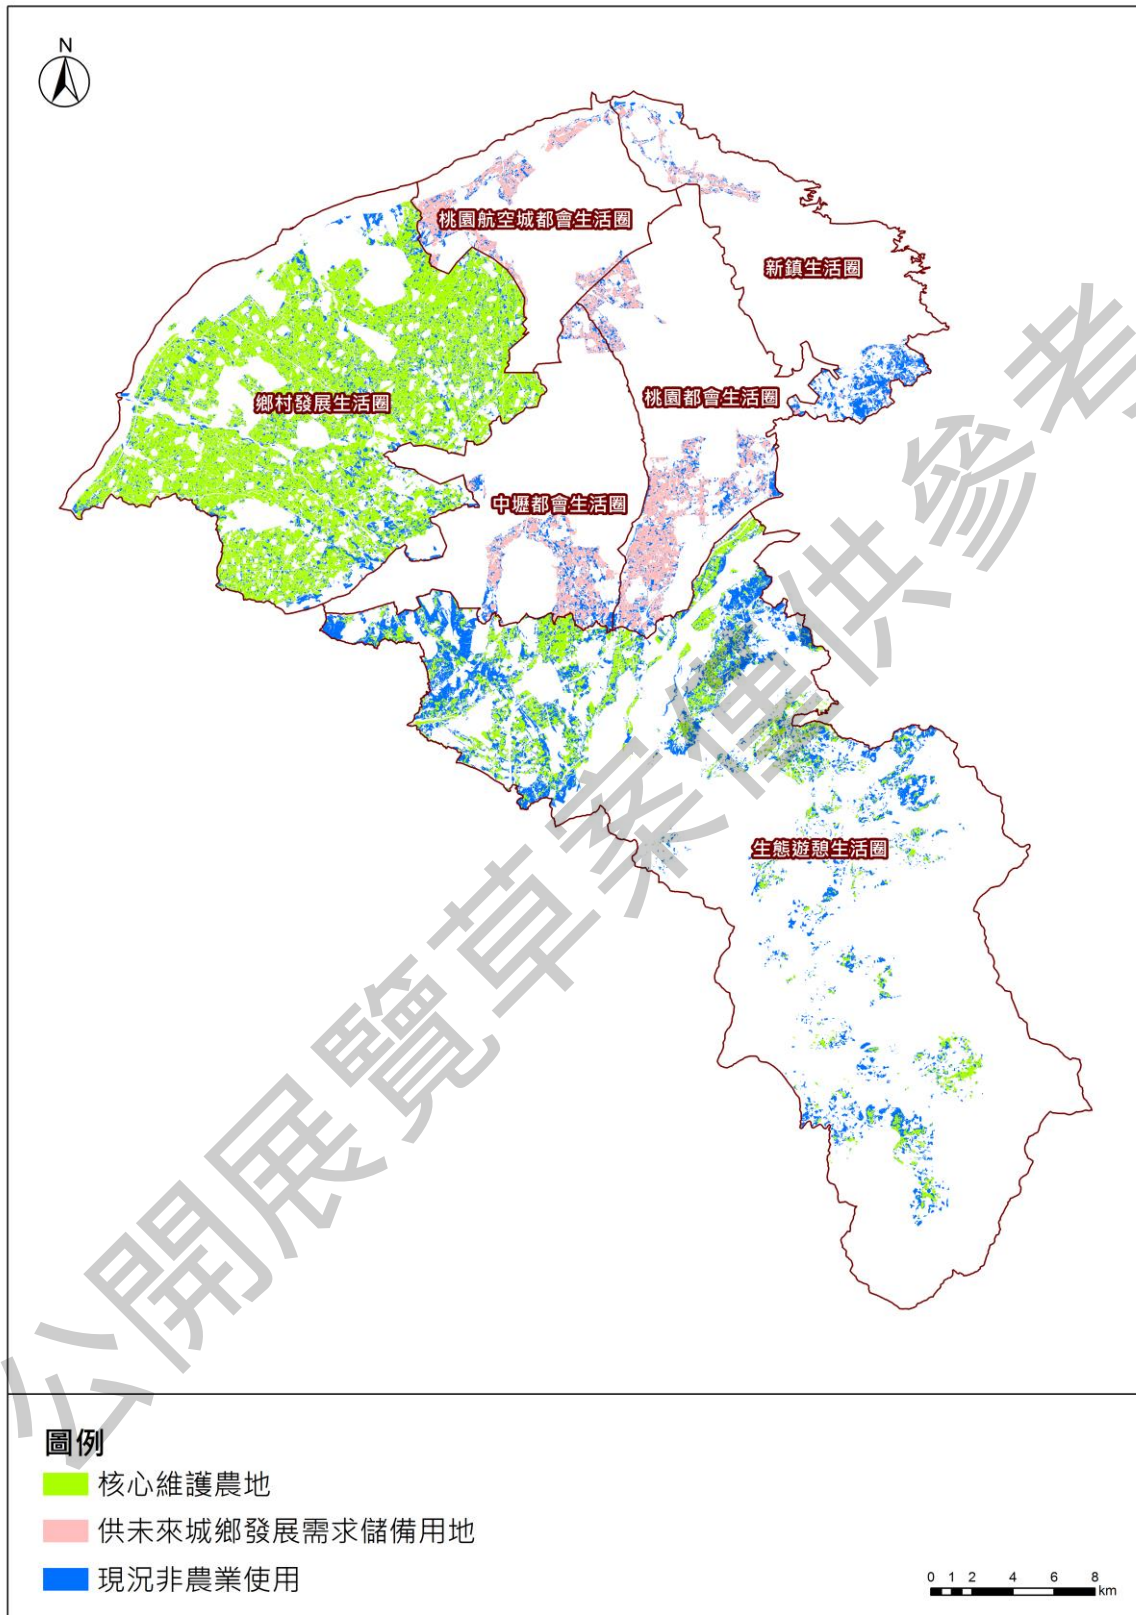 N
桃園航空城都會生活圈
新鎮生活圈
鄉村發展生活圈
桃園都會生活圈
中壢都會生活圈
生態遊憩生活圈
公開展覽草案僅供參考
圖例
核心維護農地
供未來城鄉發展需求儲備用地
現況非農業使用
0 1 2 4 6 8
km